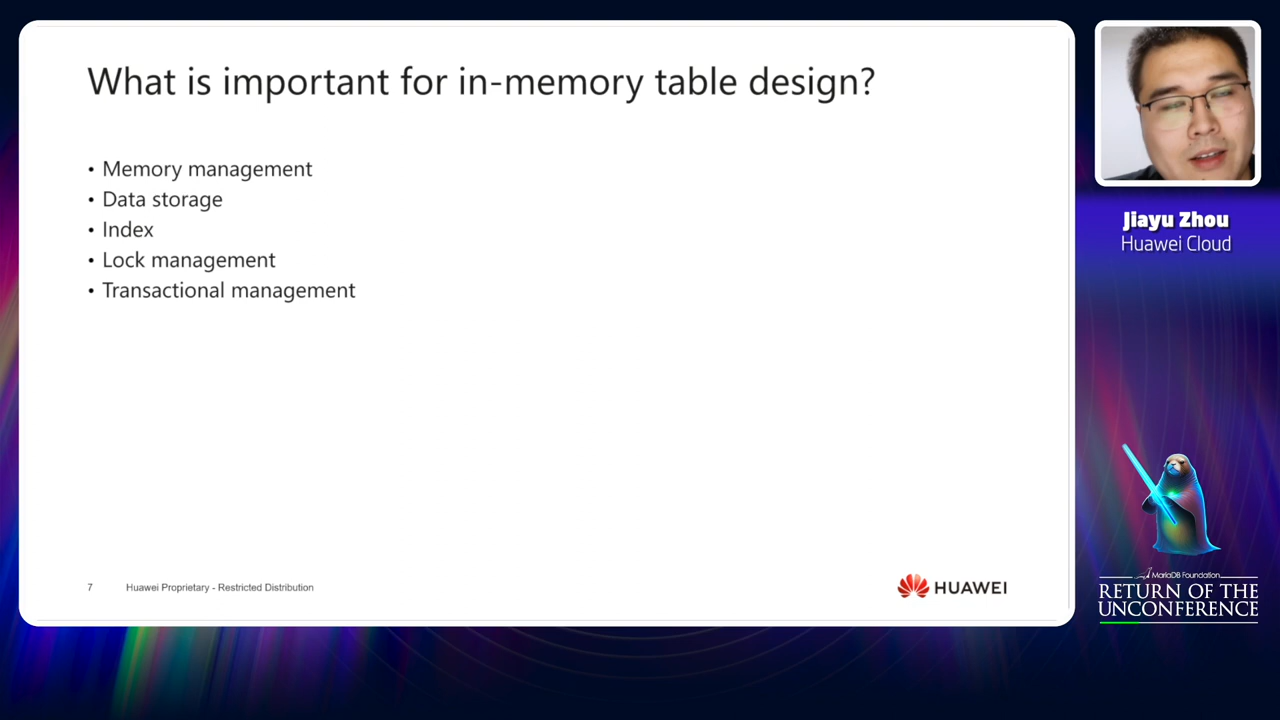 What is important for in-memory table design?
• Memory management
• Data storage
• Index
• Lock management
• Transactional management
7 Huawei Proprietary - Restricted Distribution
HUAWEI
Jiayu Zhou
Huawei Cloud
MariaDB Foundation
RETURN OF THE
UNCONFERENCE